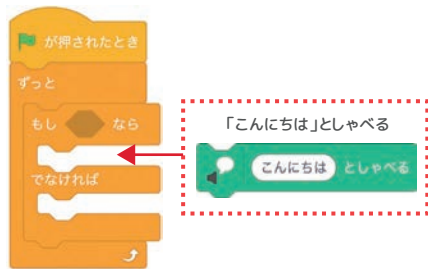 が押されたとき
ずっと
もし なら
でなければ
「こんにちは」としゃべる
こんにちは としゃべる